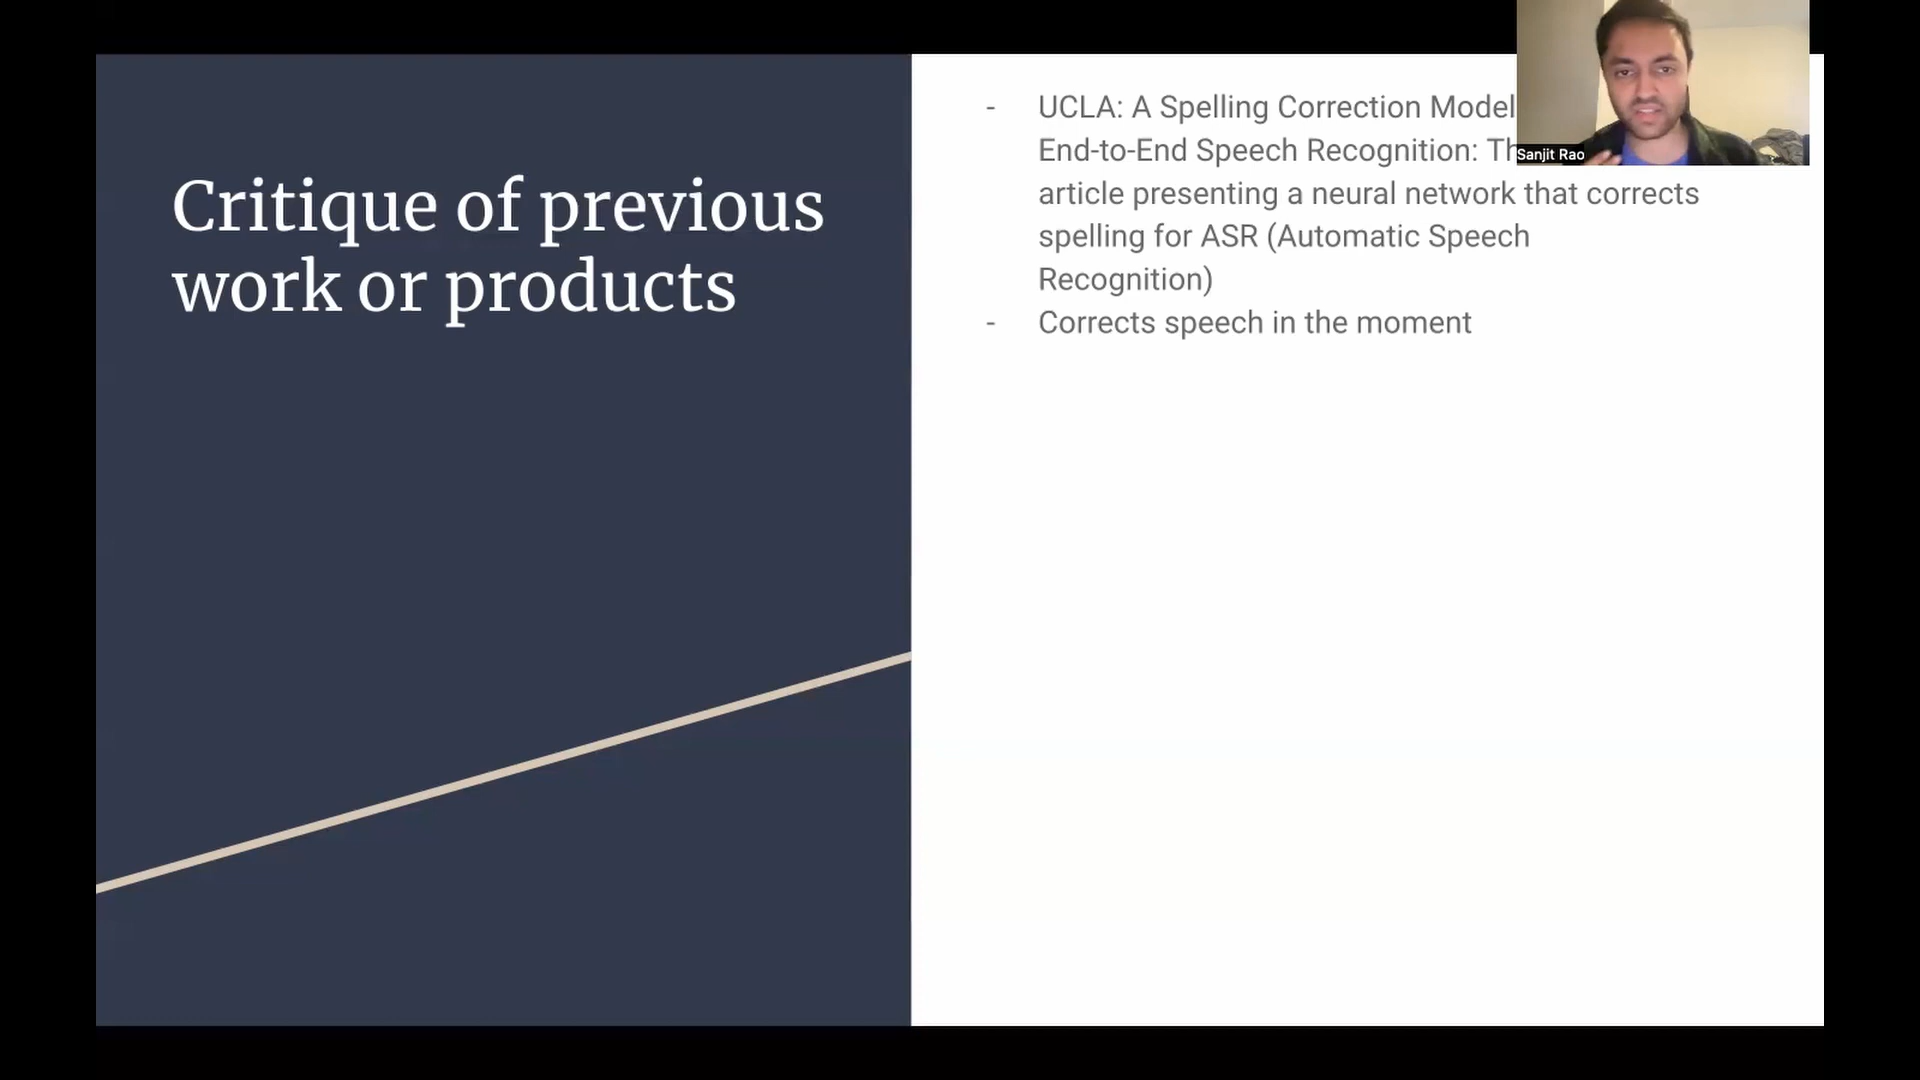 Critique of previous
work or products
- UCLA: A Spelling Correction Model
End-to-End Speech Recognition:
article presenting a neural network that corrects
spelling for ASR (Automatic Speech
Recognition)
- Corrects speech in the moment
Sanjit Rao